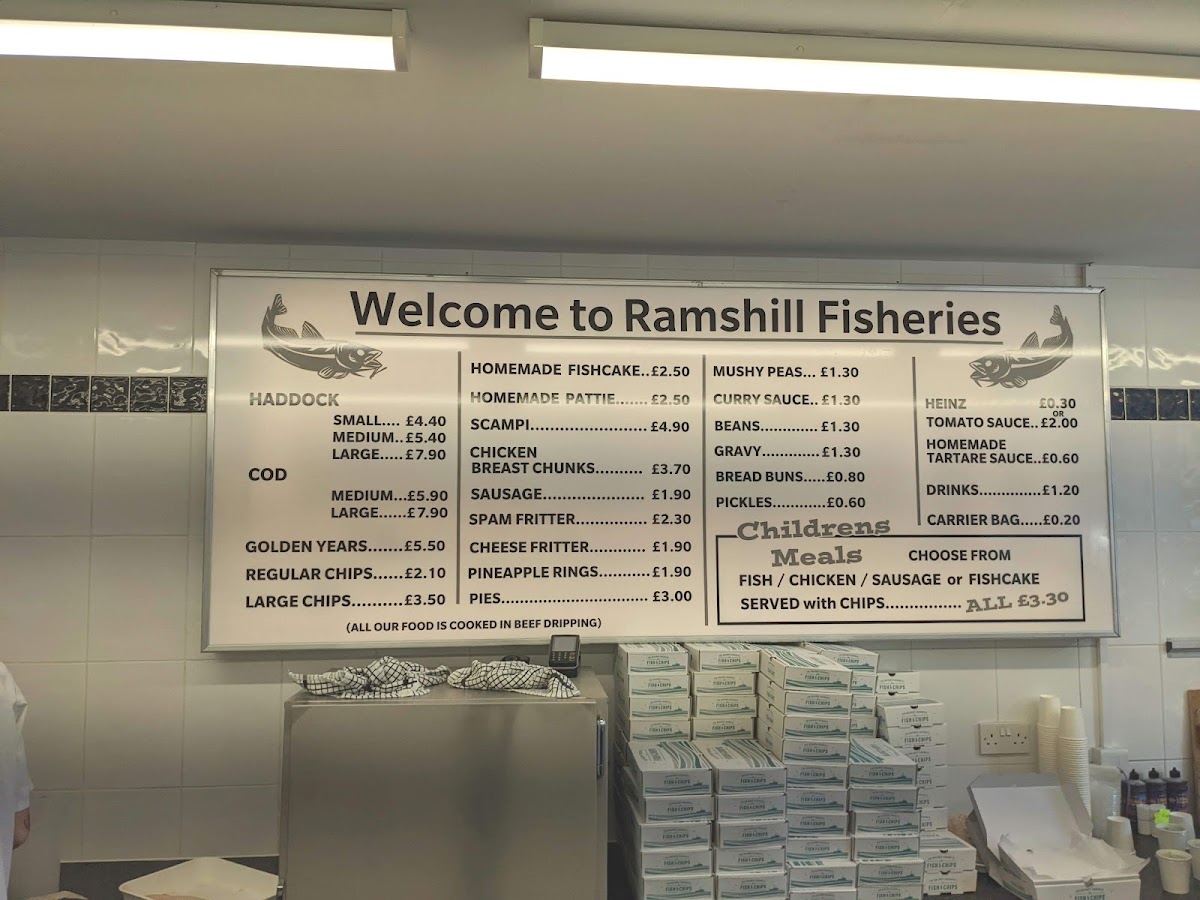 Welcome to Ramshill Fisheries
HADDOCK
SMALL.... £4.40
MEDIUM.. £5.40
LARGE..... £7.90
COD
MEDIUM...£5.90
LARGE......£7.90
GOLDEN YEARS.......£5.50
REGULAR CHIPS......£2.10
LARGE CHIPS..........£3.50
(ALL OUR FOOD IS COOKED IN BEEF DRIPPING)
HOMEMADE FISHCAKE..£2.50
HOMEMADE PATTIE....... £2.50
SCAMPI......................... £4.90
CHICKEN
BREAST CHUNKS.......... £3.70
SAUSAGE...................... £1.90
SPAM FRITTER............... £2.30
CHEESE FRITTER............ £1.90
PINEAPPLE RINGS...........£1.90
PIES................................ £3.00
MUSHY PEAS... £1.30
CURRY SAUCE.. £1.30
BEANS............. £1.30
GRAVY.............£1.30
BREAD BUNS.....£0.80
PICKLES............£0.60
HEINZ £0.30
OR
TOMATO SAUCE..£2.00
HOMEMADE
TARTARE SAUCE..£0.60
DRINKS..............£1.20
CARRIER BAG.....£0.20
Childrens
Meals CHOOSE FROM
FISH / CHICKEN / SAUSAGE or FISHCAKE
SERVED with CHIPS................. ALL £3.30
FISH & CHIPS